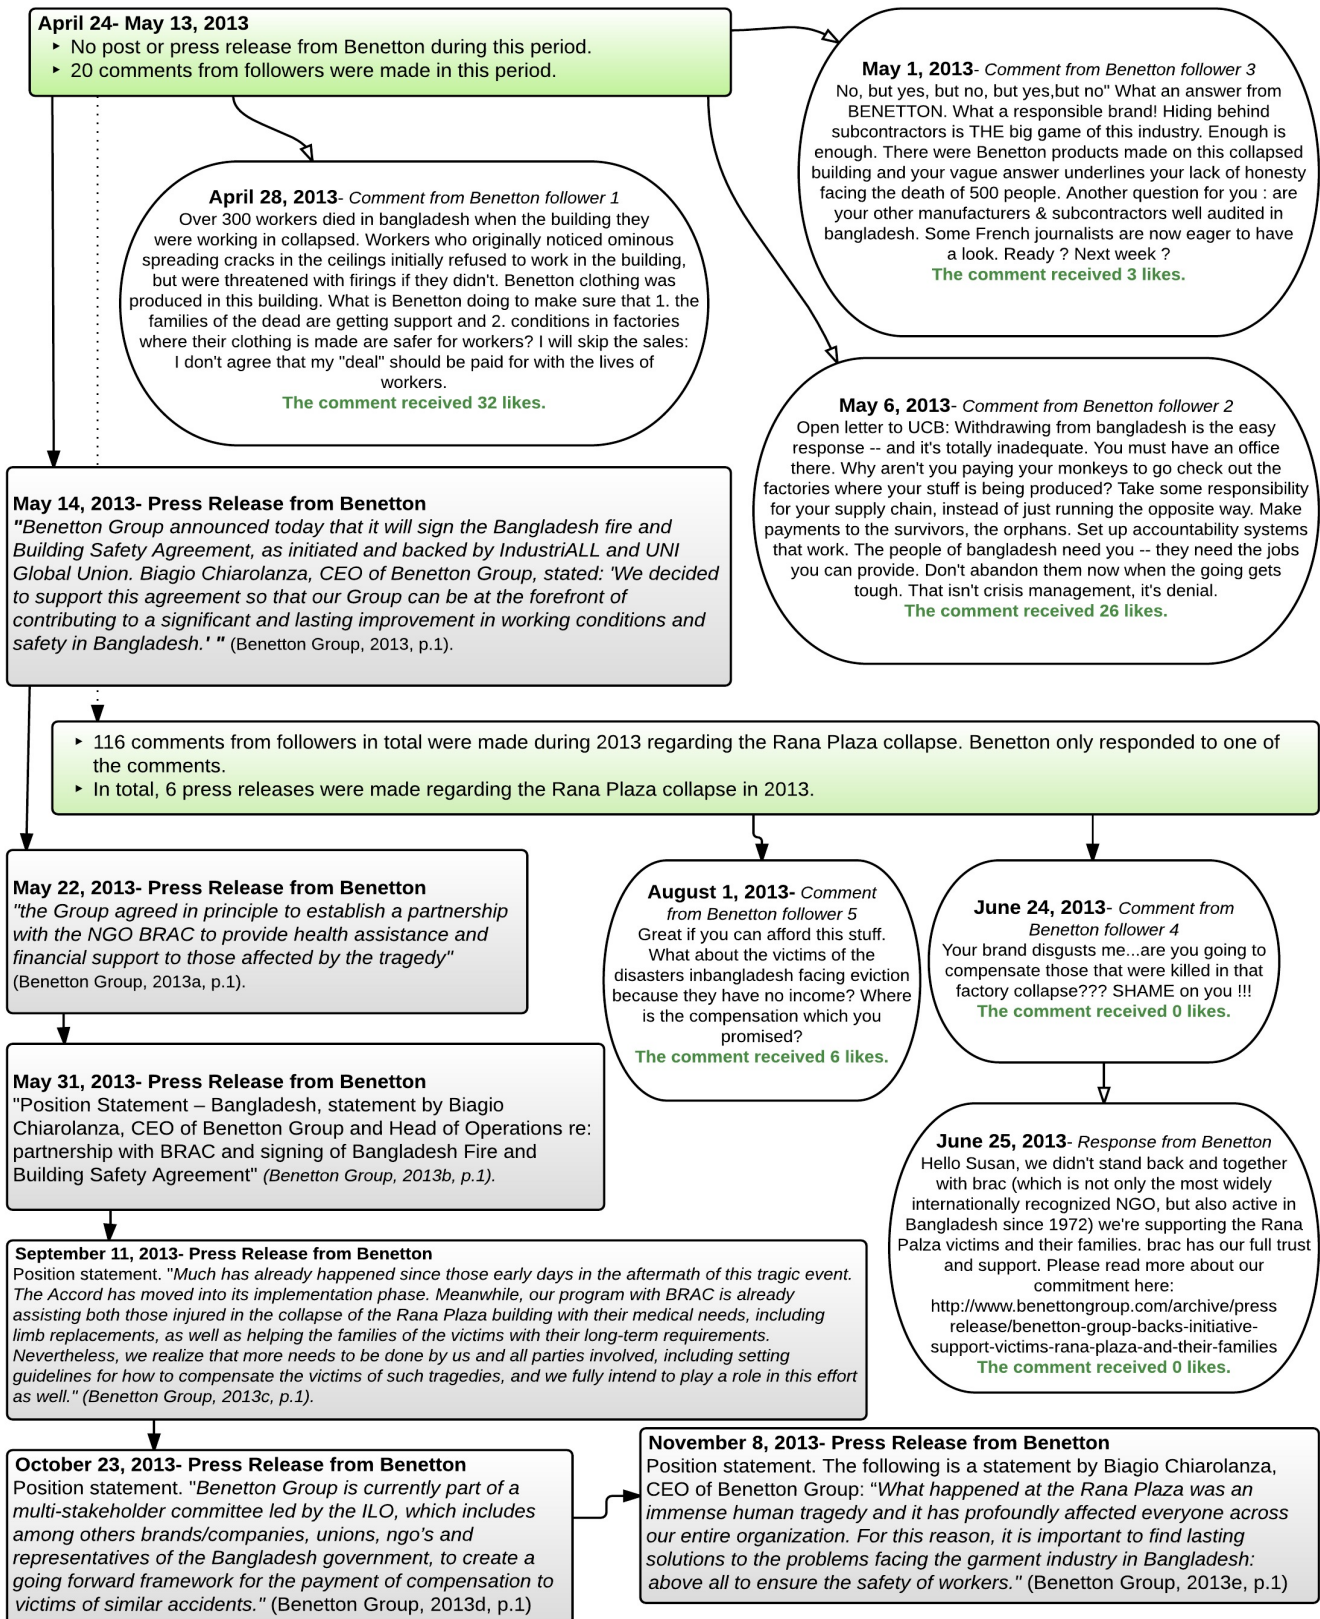 April 24- May 13, 2013
‣ No post or press release from Benetton during this period.
‣ 20 comments from followers were made in this period.
May 1, 2013- Comment from Benetton follower 3
No, but yes, but no, but yes,but no" What an answer from
BENETTON. What a responsible brand! Hiding behind
subcontractors is THE big game of this industry. Enough is
enough. There were Benetton products made on this collapsed
building and your vague answer underlines your lack of honesty
facing the death of 500 people. Another question for you : are
your other manufacturers & subcontractors well audited in
bangladesh. Some French journalists are now eager to have
a look. Ready ? Next week ?
The comment received 3 likes.
April 28, 2013- Comment from Benetton follower 1
Over 300 workers died in bangladesh when the building they
were working in collapsed. Workers who originally noticed ominous
spreading cracks in the ceilings initially refused to work in the building,
but were threatened with firings if they didn't. Benetton clothing was
produced in this building. What is Benetton doing to make sure that 1. the
families of the dead are getting support and 2. conditions in factories
where their clothing is made are safer for workers? I will skip the sales:
I don't agree that my "deal" should be paid for with the lives of
workers.
The comment received 32 likes.
May 6, 2013- Comment from Benetton follower 2
Open letter to UCB: Withdrawing from bangladesh is the easy
response -- and it's totally inadequate. You must have an office
there. Why aren't you paying your monkeys to go check out the
factories where your stuff is being produced? Take some responsibility
for your supply chain, instead of just running the opposite way. Make
payments to the survivors, the orphans. Set up accountability systems
that work. The people of bangladesh need you -- they need the jobs
you can provide. Don't abandon them now when the going gets
tough. That isn't crisis management, it's denial.
The comment received 26 likes.
May 14, 2013- Press Release from Benetton
"Benetton Group announced today that it will sign the Bangladesh fire and
Building Safety Agreement, as initiated and backed by IndustriALL and UNI
Global Union. Biagio Chiarolanza, CEO of Benetton Group, stated: 'We decided
to support this agreement so that our Group can be at the forefront of
contributing to a significant and lasting improvement in working conditions and
safety in Bangladesh.' " (Benetton Group, 2013, p.1).
‣ 116 comments from followers in total were made during 2013 regarding the Rana Plaza collapse. Benetton only responded to one of
the comments.
‣ In total, 6 press releases were made regarding the Rana Plaza collapse in 2013.
May 22, 2013- Press Release from Benetton
"the Group agreed in principle to establish a partnership
with the NGO BRAC to provide health assistance and
financial support to those affected by the tragedy"
(Benetton Group, 2013a, p.1).
August 1, 2013- Comment
from Benetton follower 5
Great if you can afford this stuff.
What about the victims of the
disasters inbangladesh facing eviction
because they have no income? Where
is the compensation which you
promised?
The comment received 6 likes.
June 24, 2013- Comment from
Benetton follower 4
Your brand disgusts me...are you going to
compensate those that were killed in that
factory collapse??? SHAME on you !!!
The comment received 0 likes.
May 31, 2013- Press Release from Benetton
"Position Statement – Bangladesh, statement by Biagio
Chiarolanza, CEO of Benetton Group and Head of Operations re:
partnership with BRAC and signing of Bangladesh Fire and
Building Safety Agreement" (Benetton Group, 2013b, p.1).
June 25, 2013- Response from Benetton
Hello Susan, we didn't stand back and together
with brac (which is not only the most widely
internationally recognized NGO, but also active in
Bangladesh since 1972) we're supporting the Rana
Palza victims and their families. brac has our full trust
and support. Please read more about our
commitment here:
http://www.benettongroup.com/archive/press
release/benetton-group-backs-initiative-
support-victims-rana-plaza-and-their-families
The comment received 0 likes.
September 11, 2013- Press Release from Benetton
Position statement. "Much has already happened since those early days in the aftermath of this tragic event.
The Accord has moved into its implementation phase. Meanwhile, our program with BRAC is already
assisting both those injured in the collapse of the Rana Plaza building with their medical needs, including
limb replacements, as well as helping the families of the victims with their long-term requirements.
Nevertheless, we realize that more needs to be done by us and all parties involved, including setting
guidelines for how to compensate the victims of such tragedies, and we fully intend to play a role in this effort
as well." (Benetton Group, 2013c, p.1).
October 23, 2013- Press Release from Benetton
Position statement. "Benetton Group is currently part of a
multi-stakeholder committee led by the ILO, which includes
among others brands/companies, unions, ngo's and
representatives of the Bangladesh government, to create a
going forward framework for the payment of compensation to
victims of similar accidents." (Benetton Group, 2013d, p.1)
November 8, 2013- Press Release from Benetton
Position statement. The following is a statement by Biagio Chiarolanza,
CEO of Benetton Group: “What happened at the Rana Plaza was an
immense human tragedy and it has profoundly affected everyone across
our entire organization. For this reason, it is important to find lasting
solutions to the problems facing the garment industry in Bangladesh:
above all to ensure the safety of workers." (Benetton Group, 2013e, p.1)